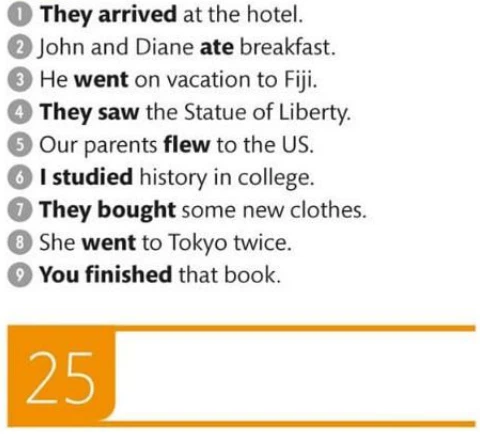 1 They arrived at the hotel.
2 John and Diane ate breakfast.
3 He went on vacation to Fiji.
4 They saw the Statue of Liberty.
5 Our parents flew to the US.
6 I studied history in college.
7 They bought some new clothes.
8 She went to Tokyo twice.
9 You finished that book.
25